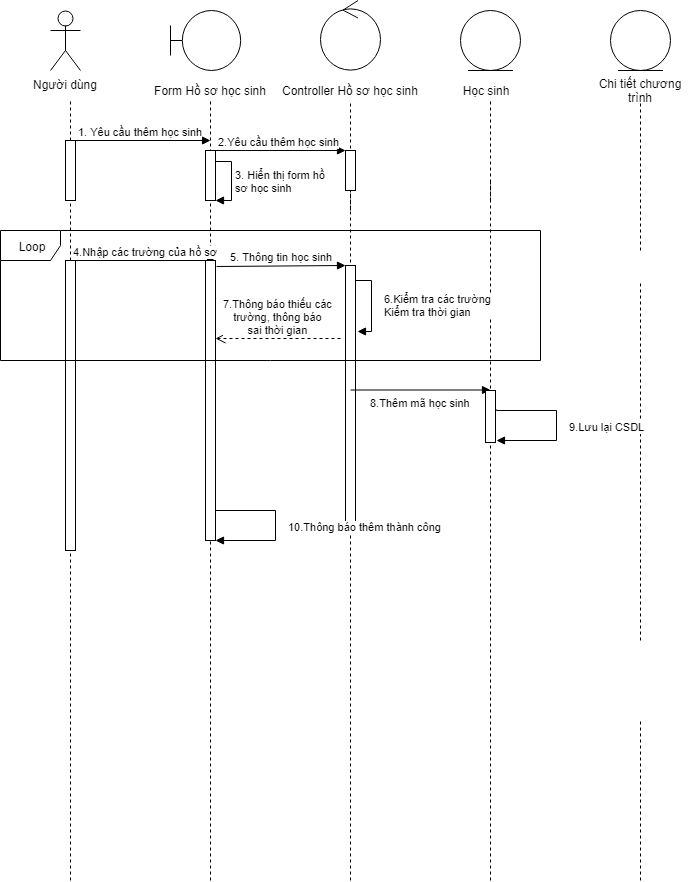 Người dùng
Form Hồ sơ học sinh
Controller Hồ sơ học sinh
Học sinh
Chi tiết chương
trình
1. Yêu cầu thêm học sinh
2.Yêu cầu thêm học sinh
3. Hiển thị form hồ
sơ học sinh
Loop
4.Nhập các trường của hồ sơ
5. Thông tin học sinh
6.Kiểm tra các trường
Kiểm tra thời gian
7.Thông báo thiếu các
trường, thông báo
sai thời gian
8.Thêm mã học sinh
9.Lưu lại CSDL
10.Thông báo thêm thành công